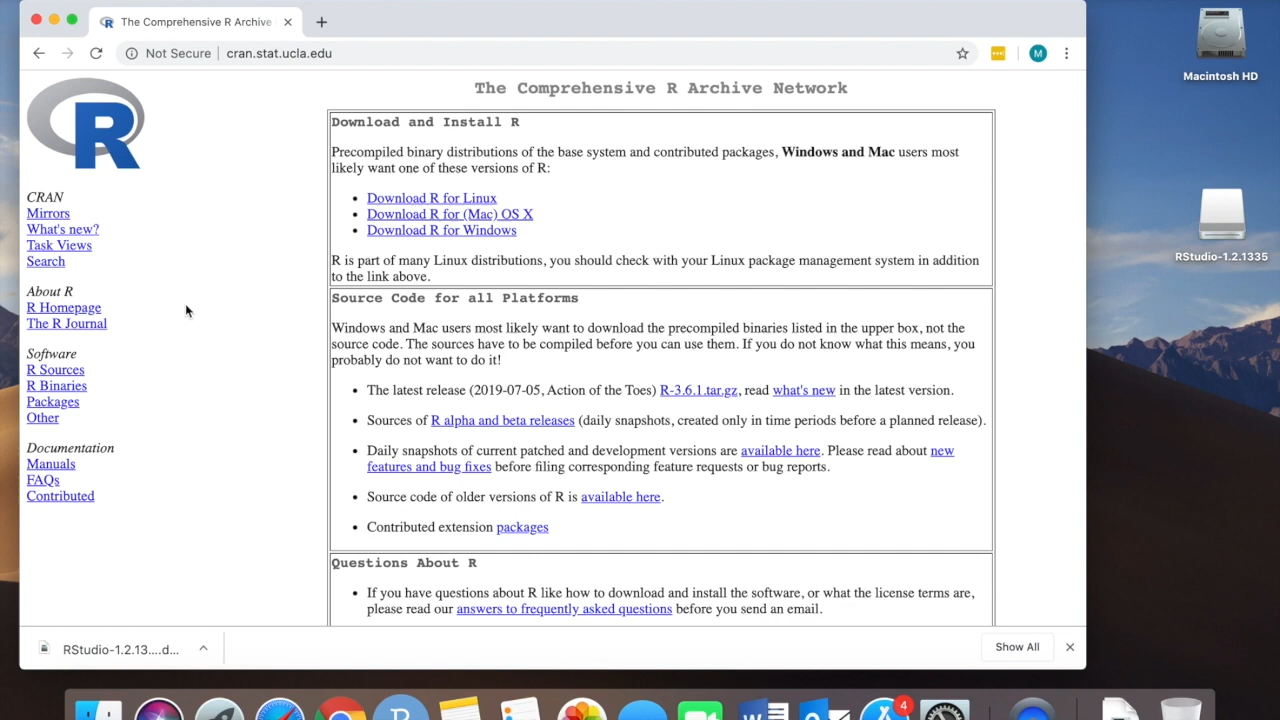 The Comprehensive R Archive
Not Secure
cran.stat.ucla.edu
M
Macintosh HD
RStudio-1.2.1335
R
CRAN
Mirrors
What's new?
Task Views
Search
About R
R Homepage
The R Journal
Software
R Sources
R Binaries
Packages
Other
Documentation
Manuals
FAQs
Contributed
The Comprehensive R Archive Network
Download and Install R
Precompiled binary distributions of the base system and contributed packages, Windows and Mac users most
likely want one of these versions of R:
• Download R for Linux
• Download R for (Mac) OS X
• Download R for Windows
R is part of many Linux distributions, you should check with your Linux package management system in addition
to the link above.
Source Code for all Platforms
Windows and Mac users most likely want to download the precompiled binaries listed in the upper box, not the
source code. The sources have to be compiled before you can use them. If you do not know what this means, you
probably do not want to do it!
• The latest release (2019-07-05, Action of the Toes) R-3.6.1.tar.gz, read what's new in the latest version.
• Sources of R alpha and beta releases (daily snapshots, created only in time periods before a planned release).
• Daily snapshots of current patched and development versions are available here. Please read about new
features and bug fixes before filing corresponding feature requests or bug reports.
• Source code of older versions of R is available here.
• Contributed extension packages
Questions About R
• If you have questions about R like how to download and install the software, or what the license terms are,
please read our answers to frequently asked questions before you send an email.
RStudio-1.2.13....d...
Show All
4